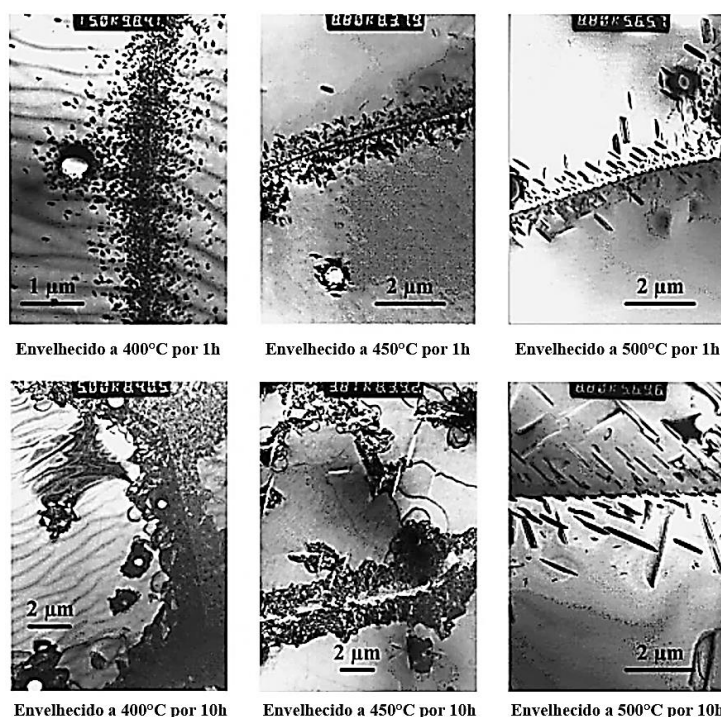 1 μm
2 μm
2 μm
Envelhecido a 400°C por 1h
Envelhecido a 450°C por 1h
Envelhecido a 500°C por 1h
2 μm
2 μm
2 μm
Envelhecido a 400°C por 10h
Envelhecido a 450°C por 10h
Envelhecido a 500°C por 10h